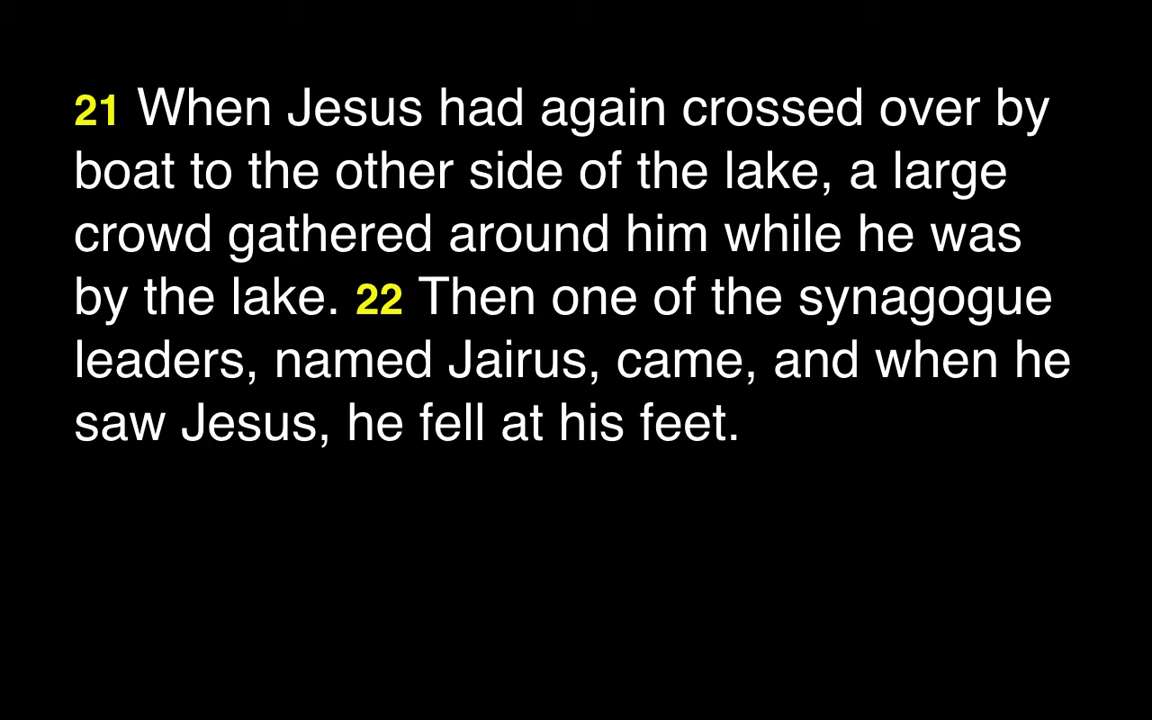 21 When Jesus had again crossed over by
boat to the other side of the lake, a large
crowd gathered around him while he was
by the lake. 22 Then one of the synagogue
leaders, named Jairus, came, and when he
saw Jesus, he fell at his feet.